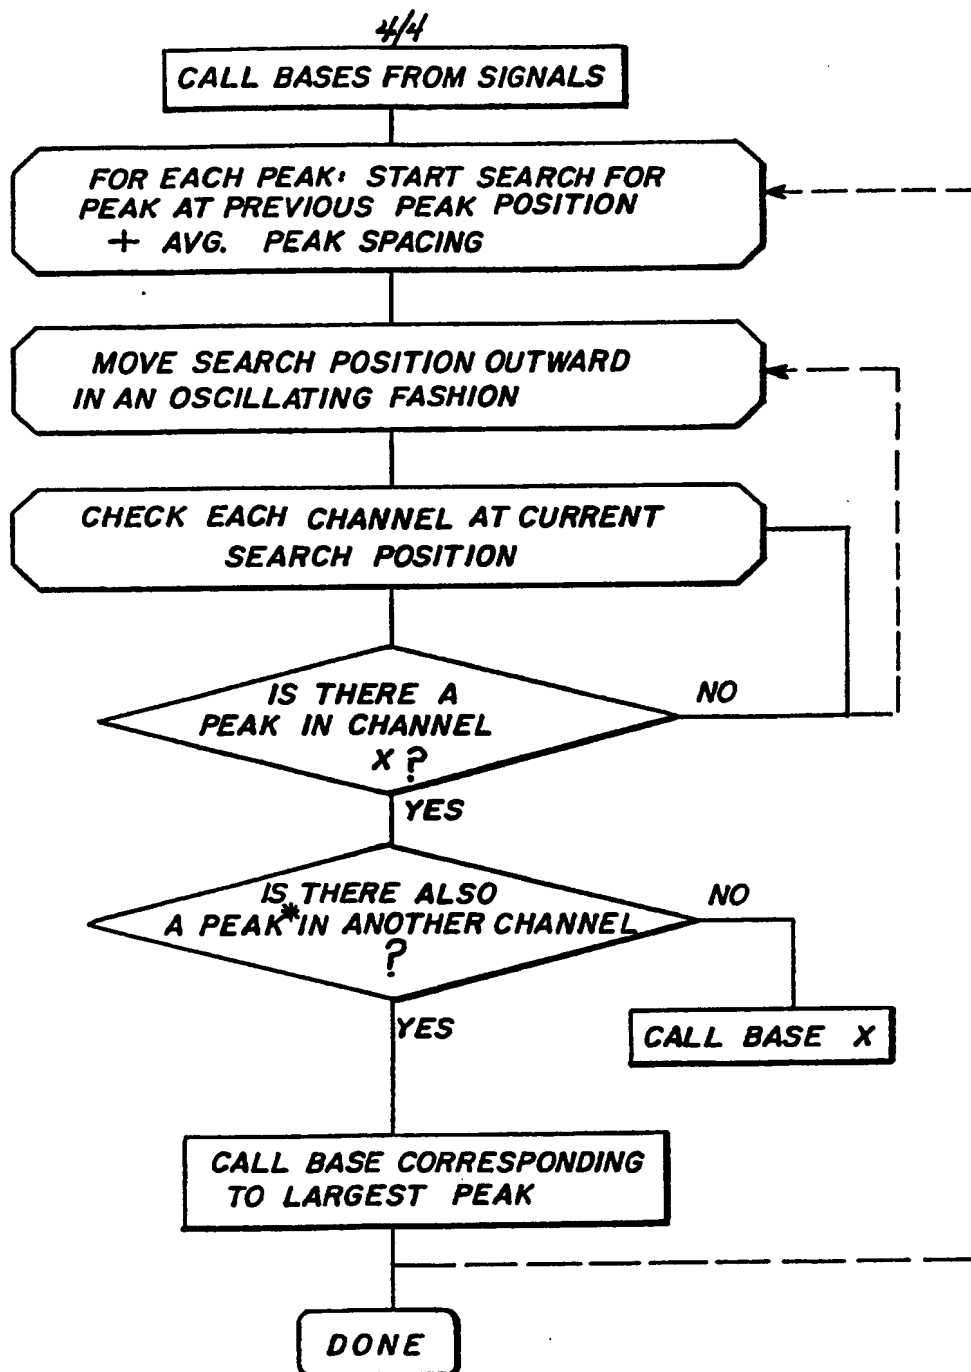 4/4
CALL BASES FROM SIGNALS
FOR EACH PEAK: START SEARCH FOR
PEAK AT PREVIOUS PEAK POSITION
+ AVG. PEAK SPACING
MOVE SEARCH POSITION OUTWARD
IN AN OSCILLATING FASHION
CHECK EACH CHANNEL AT CURRENT
SEARCH POSITION
IS THERE A
PEAK IN CHANNEL
X ?
NO
YES
IS THERE ALSO
A PEAK* IN ANOTHER CHANNEL
?
NO
YES
CALL BASE X
CALL BASE CORRESPONDING
TO LARGEST PEAK
DONE